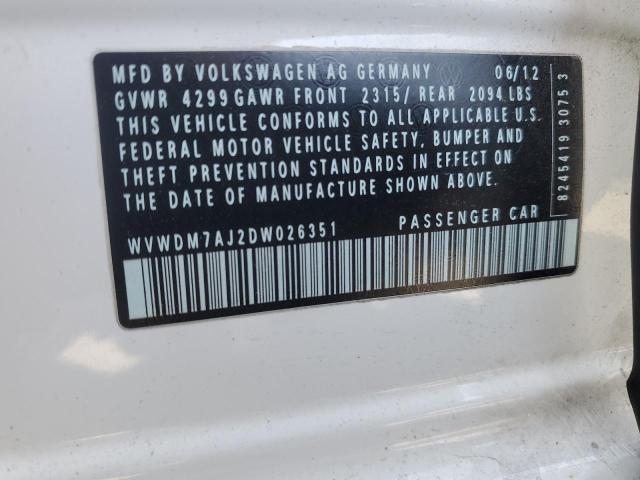 MFD BY VOLKSWAGEN AG GERMANY 06/12
GVWR 4299 GAWR FRONT 2315/ REAR 2094 LBS
THIS VEHICLE CONFORMS TO ALL APPLICABLE U.S.
FEDERAL MOTOR VEHICLE SAFETY, BUMPER AND
THEFT PREVENTION STANDARDS IN EFFECT ON
THE DATE OF MANUFACTURE SHOWN ABOVE.
WVWDM7AJ2DW026351 PASSENGER CAR
8245419 3075 3